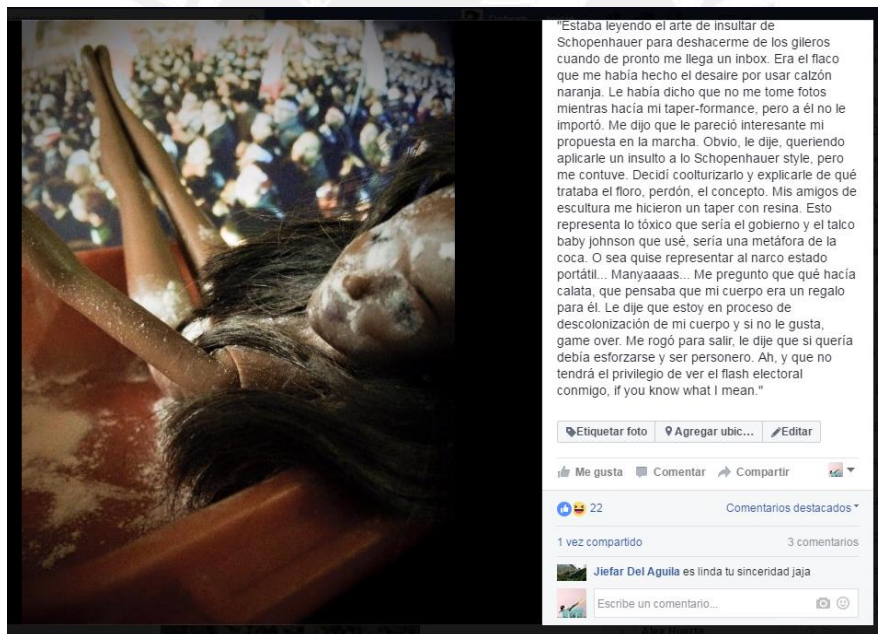 "Estaba leyendo el arte de insultar de
Schopenhauer para deshacerme de los gileros
cuando de pronto me llega un inbox. Era el flaco
que me había hecho el desaire por usar calzón
naranja. Le había dicho que no me tome fotos
mientras hacía mi taper-formance, pero a él no le
importó. Me dijo que le pareció interesante mi
propuesta en la marcha. Obvio, le dije, queriendo
aplicarle un insulto a lo Schopenhauer style, pero
me contuve. Decidí coolturizarlo y explicarle de qué
trataba el floro, perdón, el concepto. Mis amigos de
escultura me hicieron un taper con resina. Esto
representa lo tóxico que sería el gobierno y el talco
baby johnson que usé, sería una metáfora de la
coca. O sea quise representar al narco estado
portátil... Manyaaaas... Me pregunto que qué hacía
calata, que pensaba que mi cuerpo era un regalo
para él. Le dije que estoy en proceso de
descolonización de mi cuerpo y si no le gusta,
game over. Me rogó para salir, le dije que si quería
debía esforzarse y ser personero. Ah, y que no
tendrá el privilegio de ver el flash electoral
conmigo, if you know what I mean."
Etiquetar foto Agregar ubic... Editar
Me gusta Comentar Compartir
22 Comentarios destacados
1 vez compartido 3 comentarios
Jiefar Del Aguila es linda tu sinceridad jaja
Escribe un comentario...